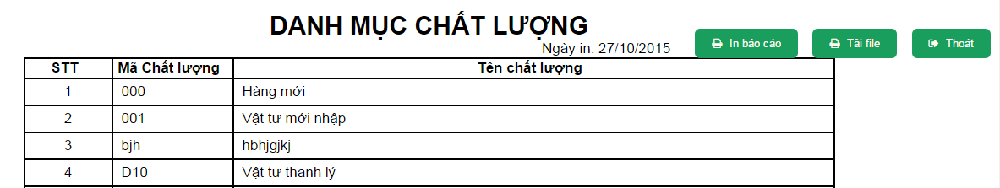 DANH MỤC CHẤT LƯỢNG
Ngày in: 27/10/2015
In báo cáo
Tải file
Thoát
STT Mã Chất lượng Tên chất lượng
1 000 Hàng mới
2 001 Vật tư mới nhập
3 bjh hbhjgjkj
4 D10 Vật tư thanh lý